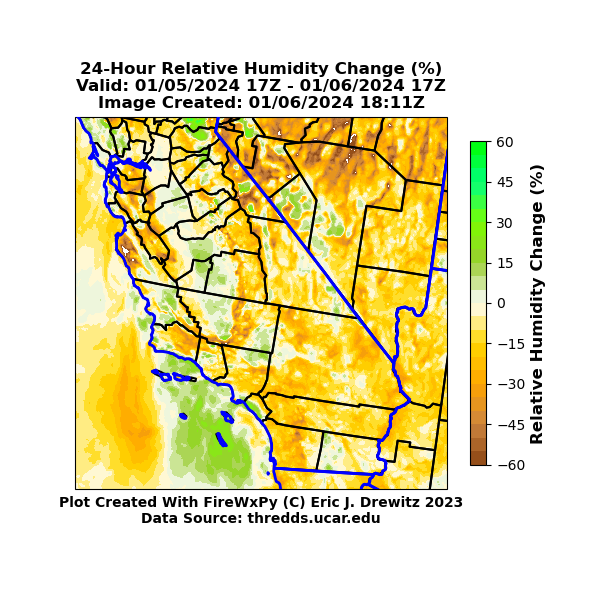 24-Hour Relative Humidity Change (%)
Valid: 01/05/2024 17Z - 01/06/2024 17Z
Image Created: 01/06/2024 18:11Z
60
45
30
15
0
−15
−30
−45
−60
Relative Humidity Change (%)
Plot Created With FireWxPy (C) Eric J. Drewitz 2023
Data Source: thredds.ucar.edu